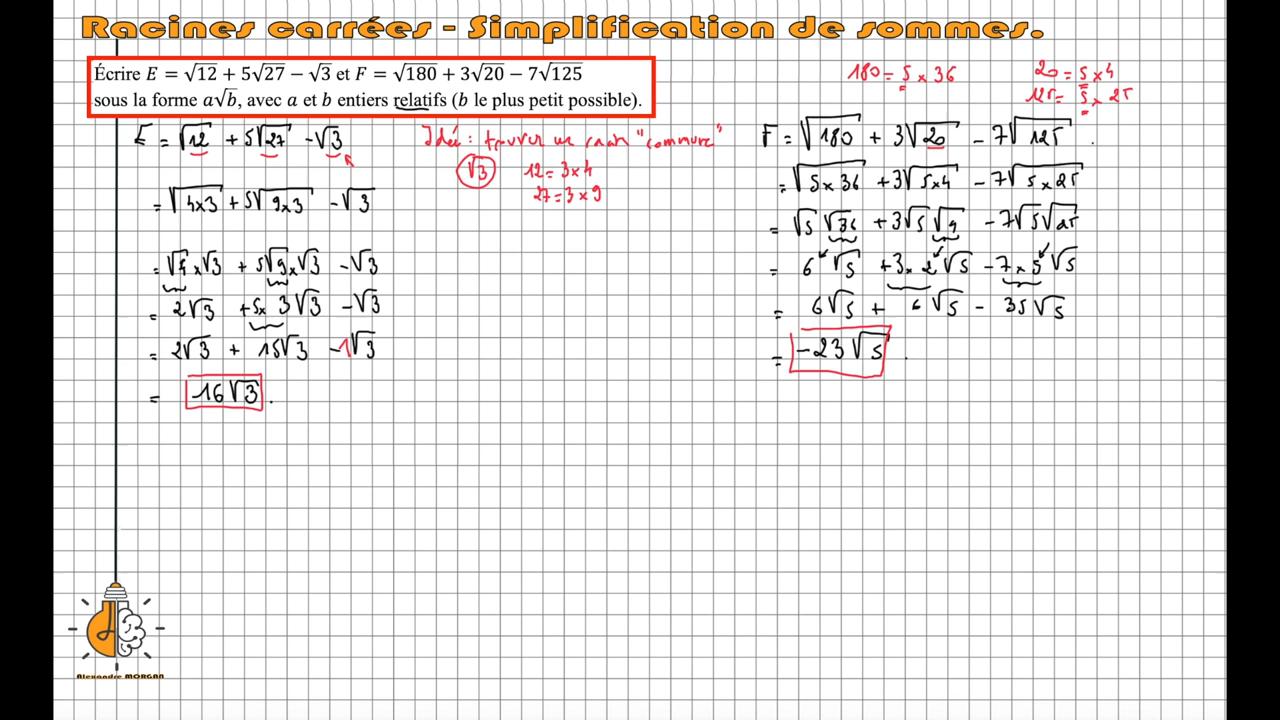 Racines carrées - Simplification de sommes.
Écrire E = √12 + 5√27 − √3 et F = √180 + 3√20 − 7√125
sous la forme a√b, avec a et b eniers relatifs (b le plus petit possible).
E = √12 + 5√27 - √3
= √4×3 + 5√9×3 - √3
= √4×√3 + 5√9×√3 - √3
= 2√3 + 5× 3√3 - √3
= 2√3 + 15√3 - 1√3
= 16√3.
Idée : trouver un "commune"
√3 12 = 3×4
27 = 3×9
180 = 5 × 36
20 = 5 × 4
125 = 5 × 25
F = √180 + 3√20 - 7√125.
= √5×36 + 3√5×4 - 7√5×25
= √5 √36 + 3√5 √4 - 7√5√25
= 6√5 + 3×2√5 - 7×5√5
= 6√5 + 6√5 - 35√5
= -23√5.
Alexandre MORGAN